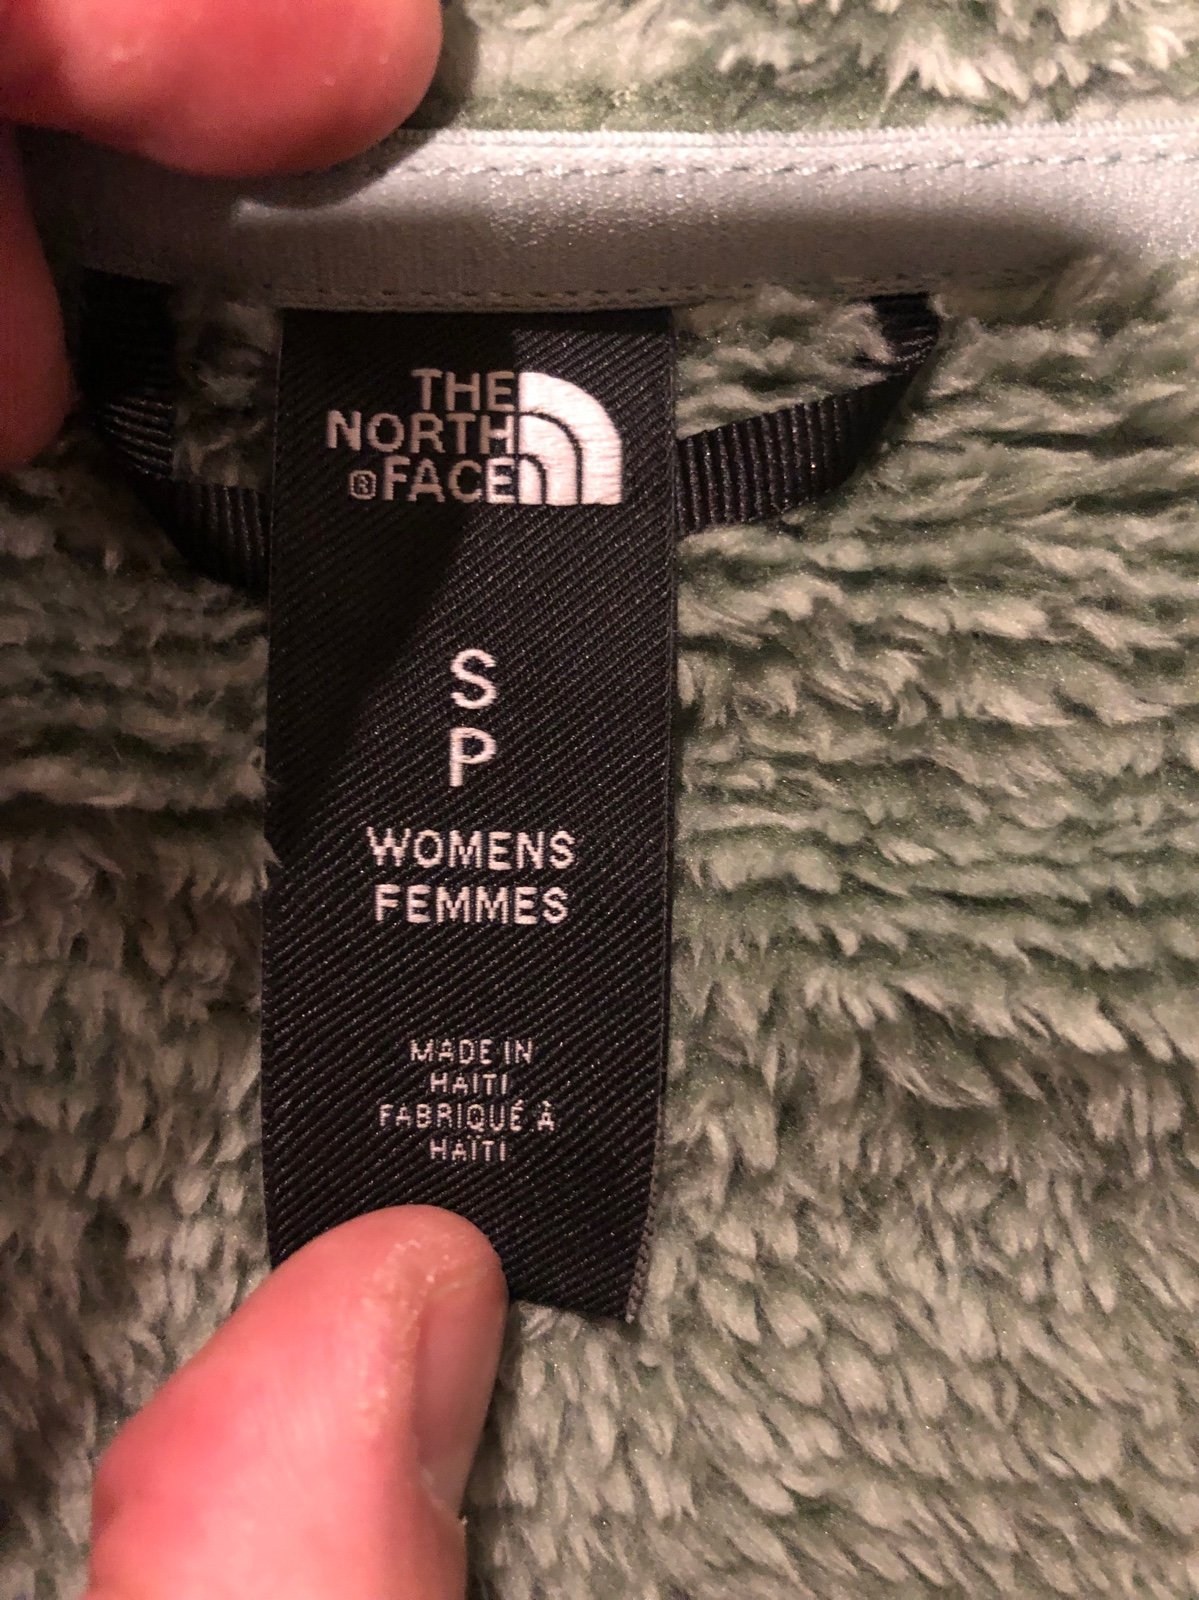 THE
NORTH
® FACE
S
P
WOMENS
FEMMES
MADE IN
HAITI
FABRIQUÉ À
HAÏTI